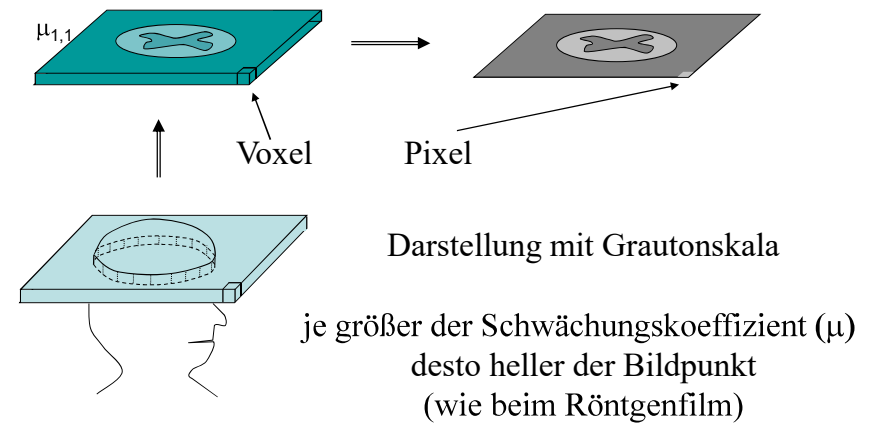 μ1,1
Voxel
Pixel
Darstellung mit Grautonskala
je größer der Schwächungskoeffizient (μ)
desto heller der Bildpunkt
(wie beim Röntgenfilm)